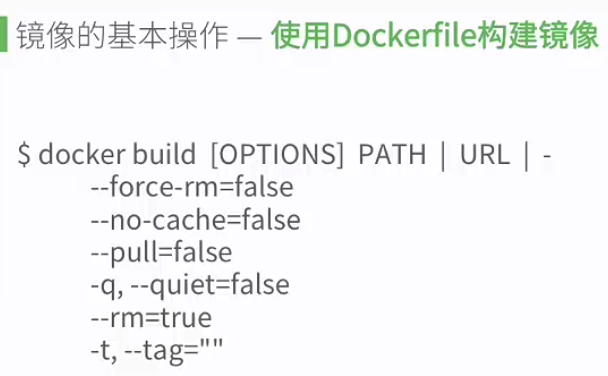 镜像的基本操作 — 使用Dockerfile构建镜像
$ docker build [OPTIONS] PATH | URL | -
--force-rm=false
--no-cache=false
--pull=false
-q, --quiet=false
--rm=true
-t, --tag=""